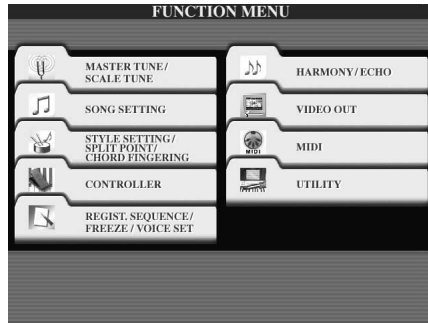 FUNCTION MENU
MASTER TUNE/
SCALE TUNE
SONG SETTING
STYLE SETTING/
SPLIT POINT/
CHORD FINGERING
CONTROLLER
REGIST. SEQUENCE/
FREEZE / VOICE SET
HARMONY/ ECHO
VIDEO OUT
MIDI
MIDI
UTILITY